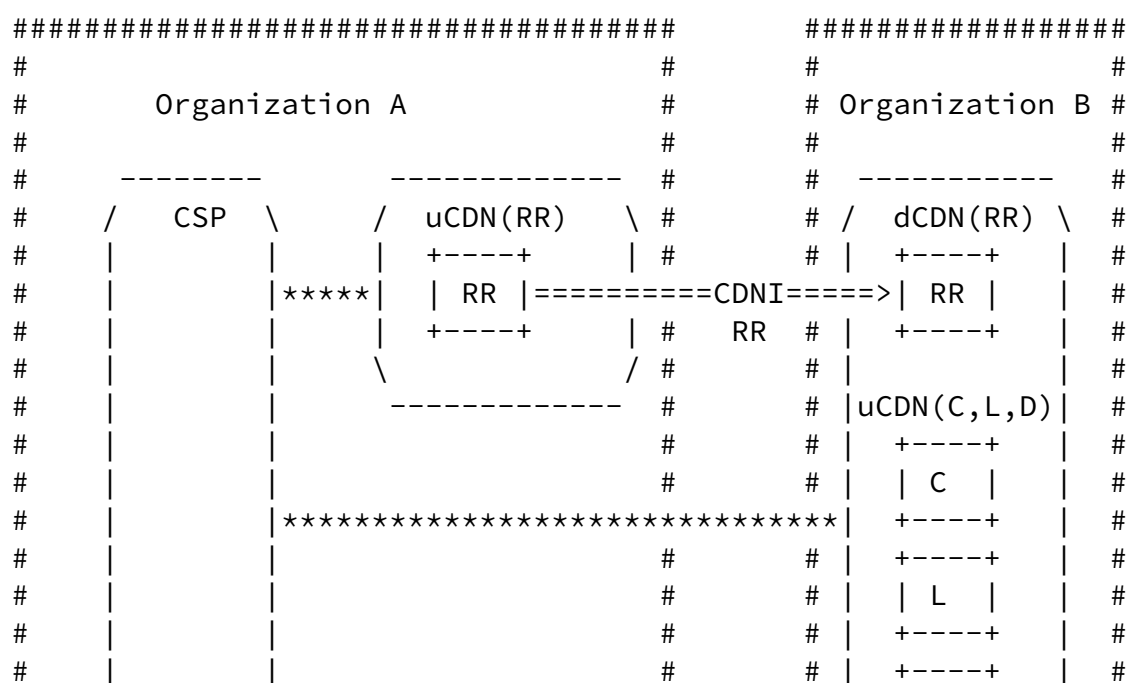 #####################################       ##################
#                                   #       #                #
#       Organization A              #       # Organization B #
#                                   #       #                #
#     --------       -------------  #       #  -----------   #
#    /   CSP  \     /  uCDN(RR)   \ #       # /  dCDN(RR) \  #
#    |        |     |  +----+     | #       # |  +----+   |  #
#    |        |*****|  | RR |==========CDNI=====>| RR |   |  #
#    |        |     |  +----+     | #   RR  # |  +----+   |  #
#    |        |     \             / #       # |           |  #
#    |        |      -------------  #       # |uCDN(C,L,D)|  #
#    |        |                     #       # |  +----+   |  #
#    |        |                     #       # |  | C  |   |  #
#    |        |*******************************|  +----+   |  #
#    |        |                     #       # |  +----+   |  #
#    |        |                     #       # |  | L  |   |  #
#    |        |                     #       # |  +----+   |  #
#    |        |                     #       # |  +----+   |  #